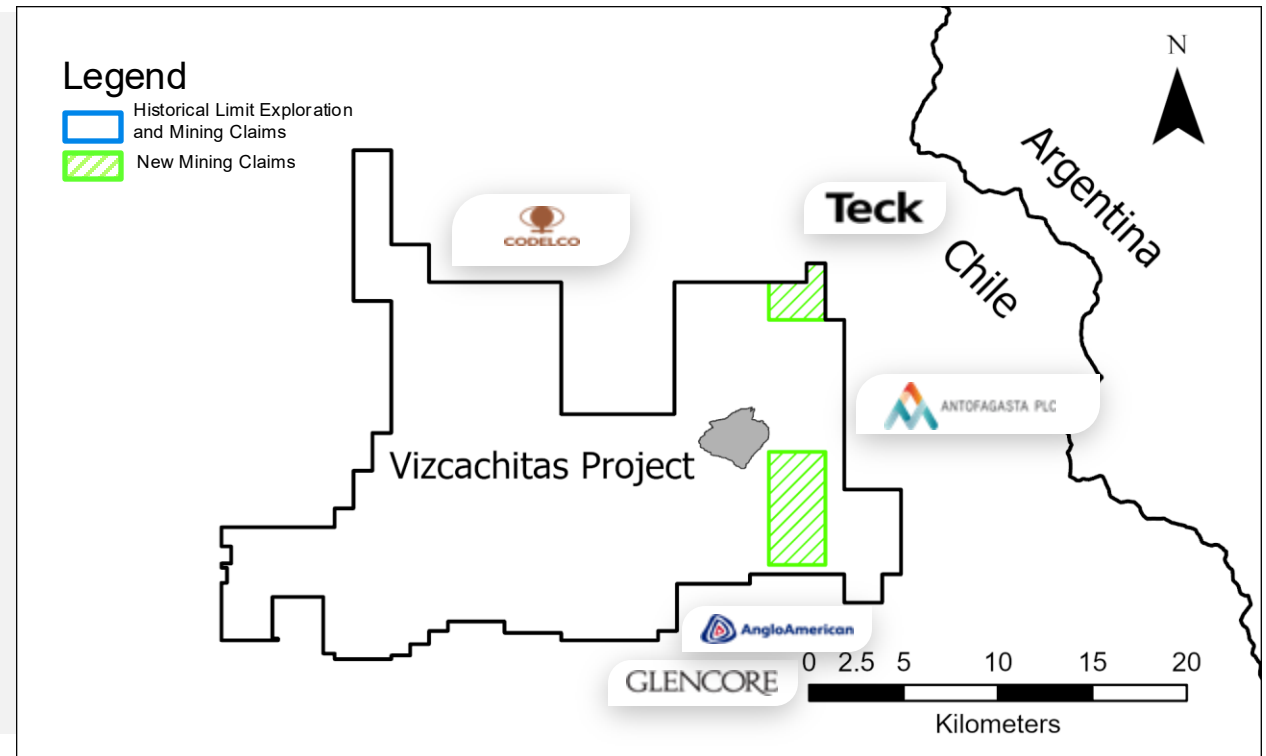 Legend
Historical Limit Exploration
and Mining Claims
New Mining Claims
N
Argentina
Chile
CODELCO
Teck
ANTOFAGASTA PLC
Vizcachitas Project
AngloAmerican
GLENCORE
0 2.5 5 10 15 20
Kilometers